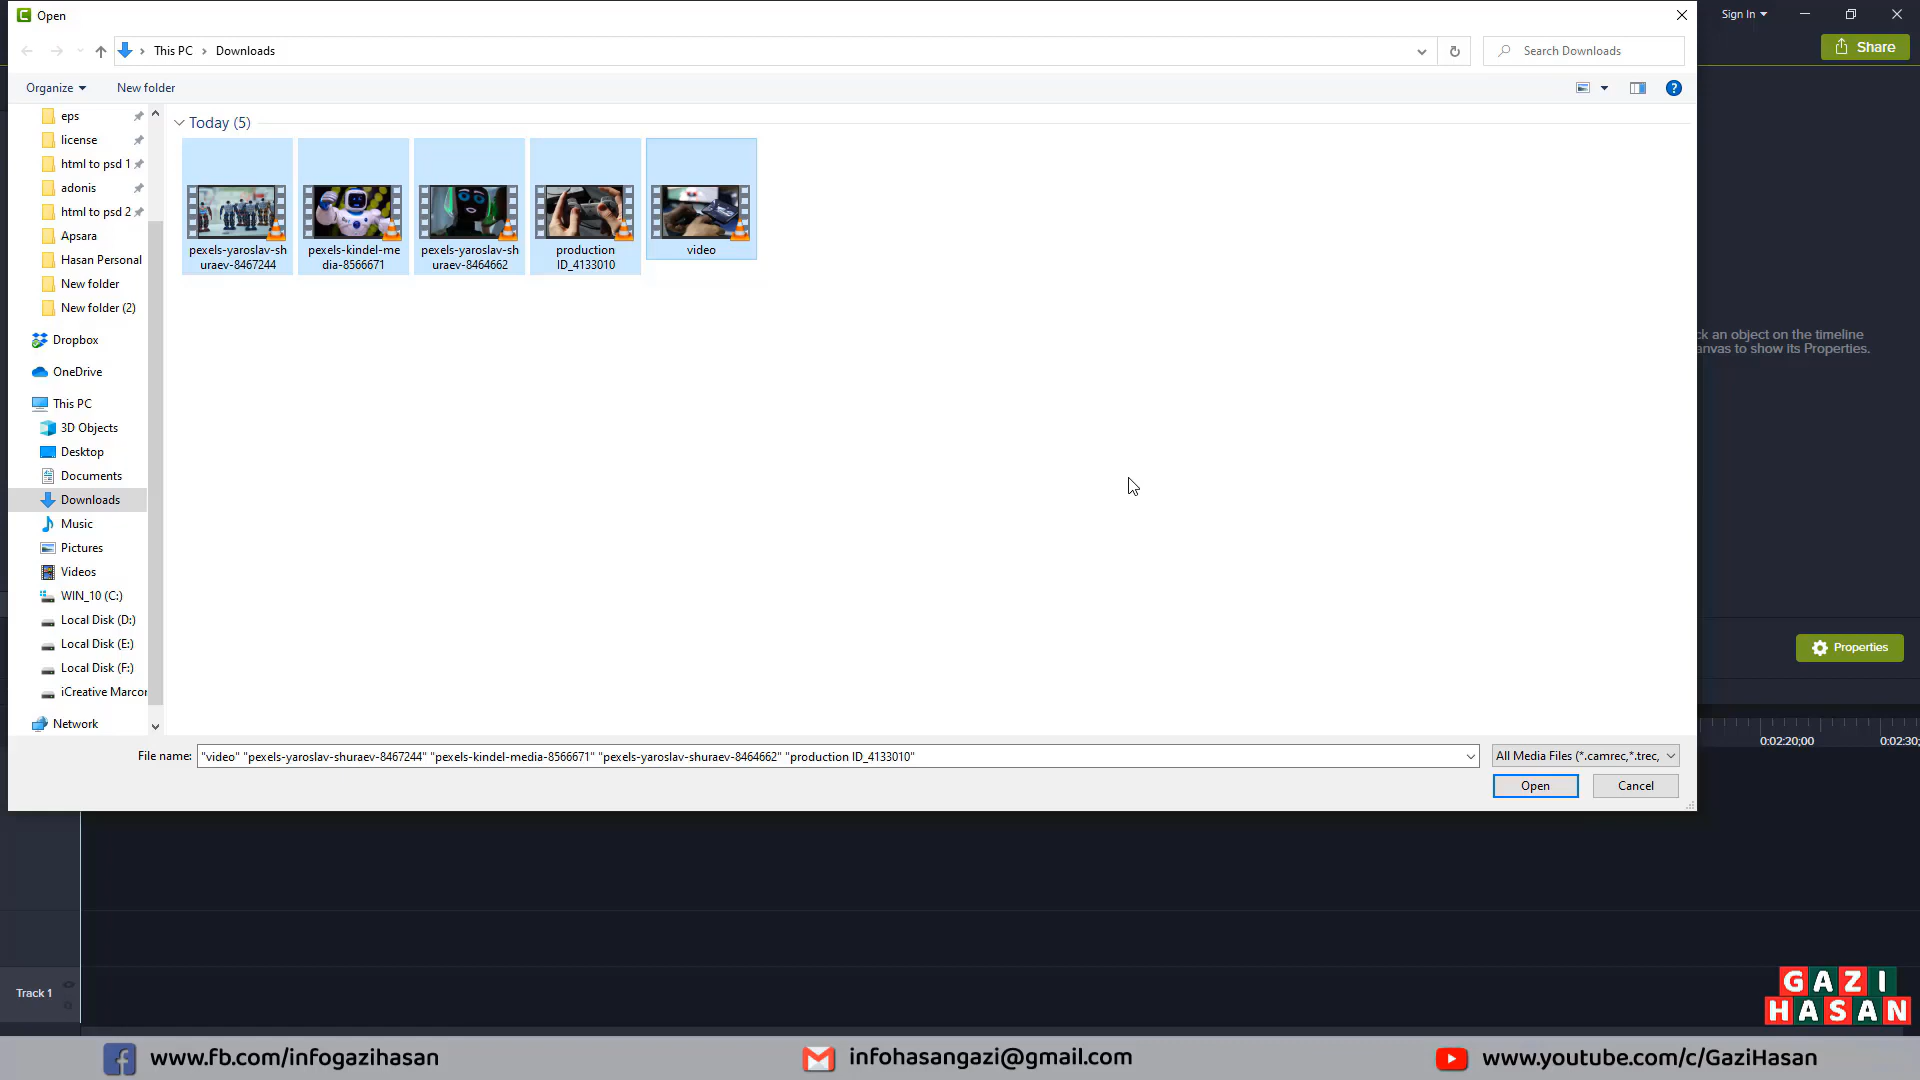 Open
Sign In
Share
This PC > Downloads
Search Downloads
Organize
New folder
eps
license
html to psd 1
adonis
html to psd 2
Apsara
Hasan Personal
New folder
New folder (2)
Dropbox
OneDrive
This PC
3D Objects
Desktop
Documents
Downloads
Music
Pictures
Videos
WIN_10 (C:)
Local Disk (D:)
Local Disk (E:)
Local Disk (F:)
iCreative Marcor
Network
Today (5)
pexels-yaroslav-sh
uraev-8467244
pexels-kindel-me
dia-8566671
pexels-yaroslav-sh
uraev-8464662
production
ID_4133010
video
ck an object on the timeline
anvas to show its Properties.
Properties
0:02:20;00
0:02:30;
File name:
"video" "pexels-yaroslav-shuraev-8467244" "pexels-kindel-media-8566671" "pexels-yaroslav-shuraev-8464662" "production ID_4133010"
All Media Files (*.camrec,*.trec,
Open
Cancel
Track 1
GAZI
HASAN
www.fb.com/infogazihasan
infohasangazi@gmail.com
www.youtube.com/c/GaziHasan